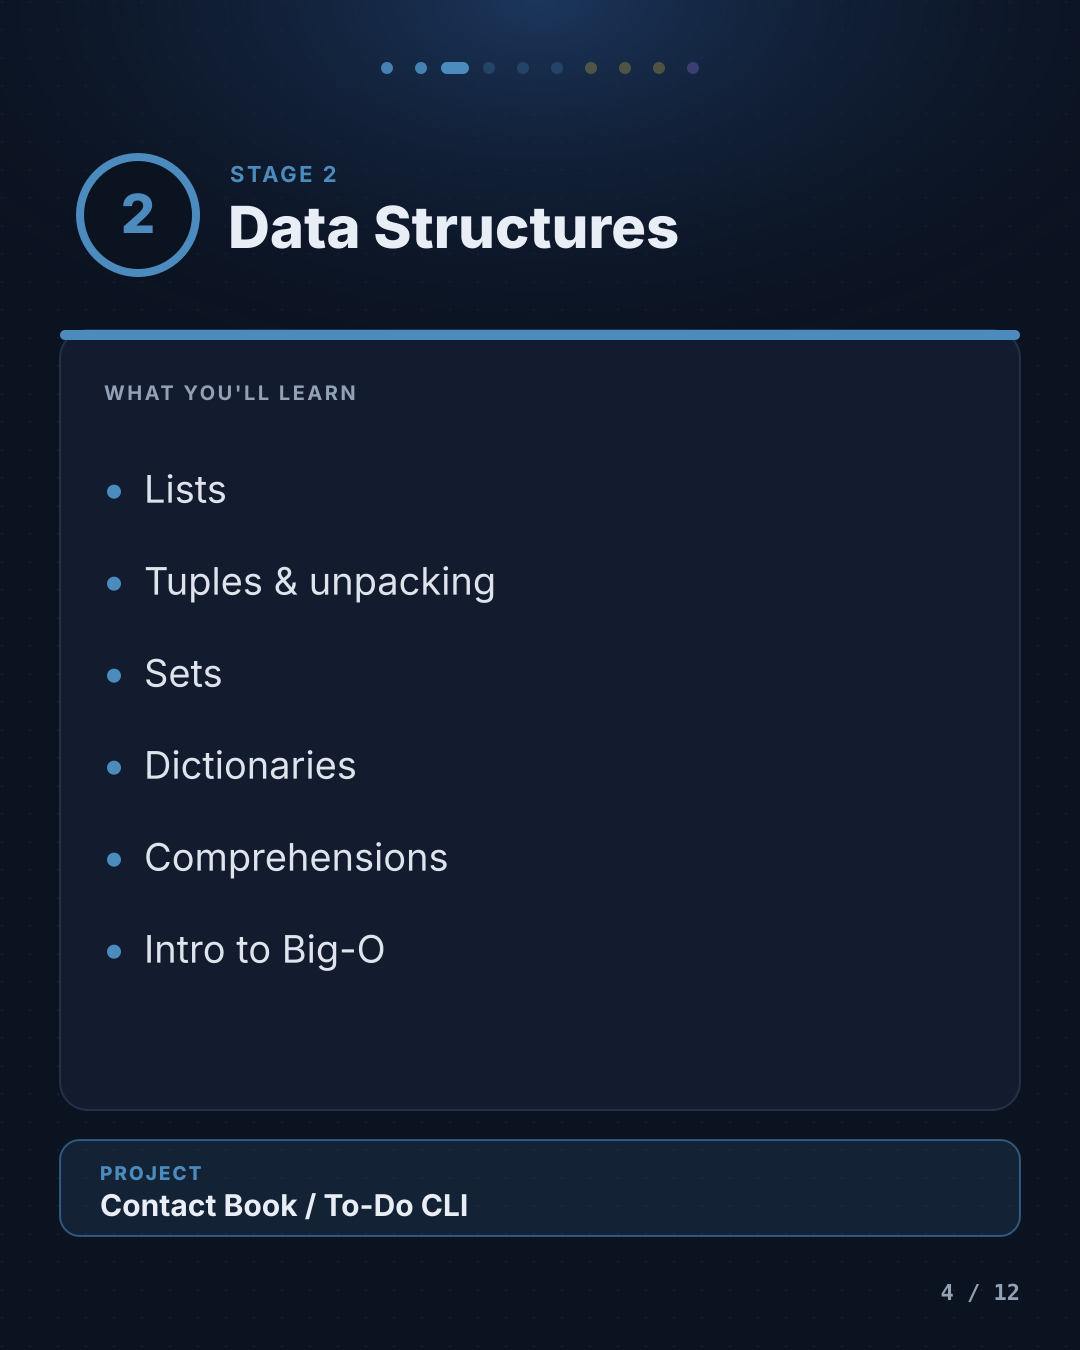 2
STAGE 2
Data Structures
WHAT YOU'LL LEARN
• Lists
• Tuples & unpacking
• Sets
• Dictionaries
• Comprehensions
• Intro to Big-O
PROJECT
Contact Book / To-Do CLI
4 / 12